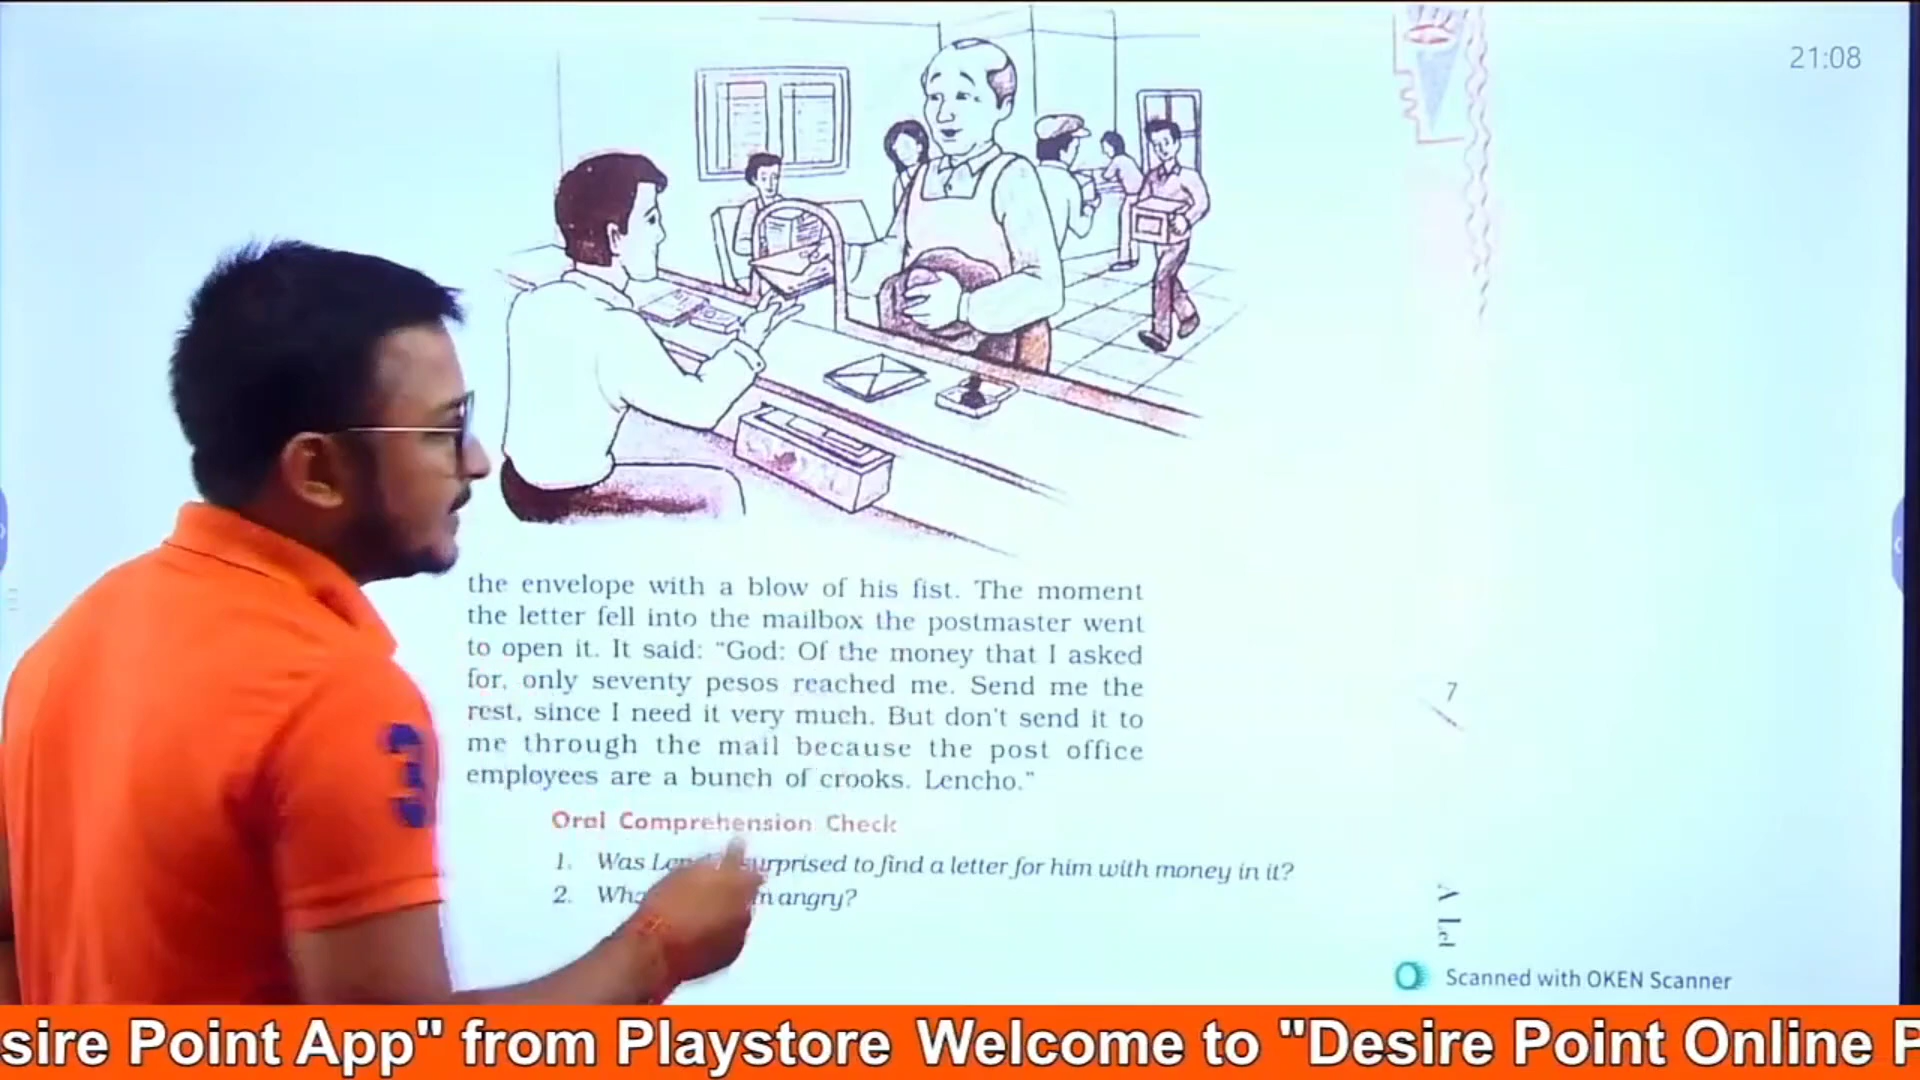 21:08
the envelope with a blow of his fist. The moment
the letter fell into the mailbox the postmaster went
to open it. It said: “God: Of the money that I asked
for, only seventy pesos reached me. Send me the
rest, since I need it very much. But don't send it to
me through the mail because the post office
employees are a bunch of crooks. Lencho.”
7
Oral Comprehension Check
1. Was surprised to find a letter for him with money in it?
2. angry?
A
Scanned with OKEN Scanner
3
sire Point App" from Playstore Welcome to "Desire Point Online P